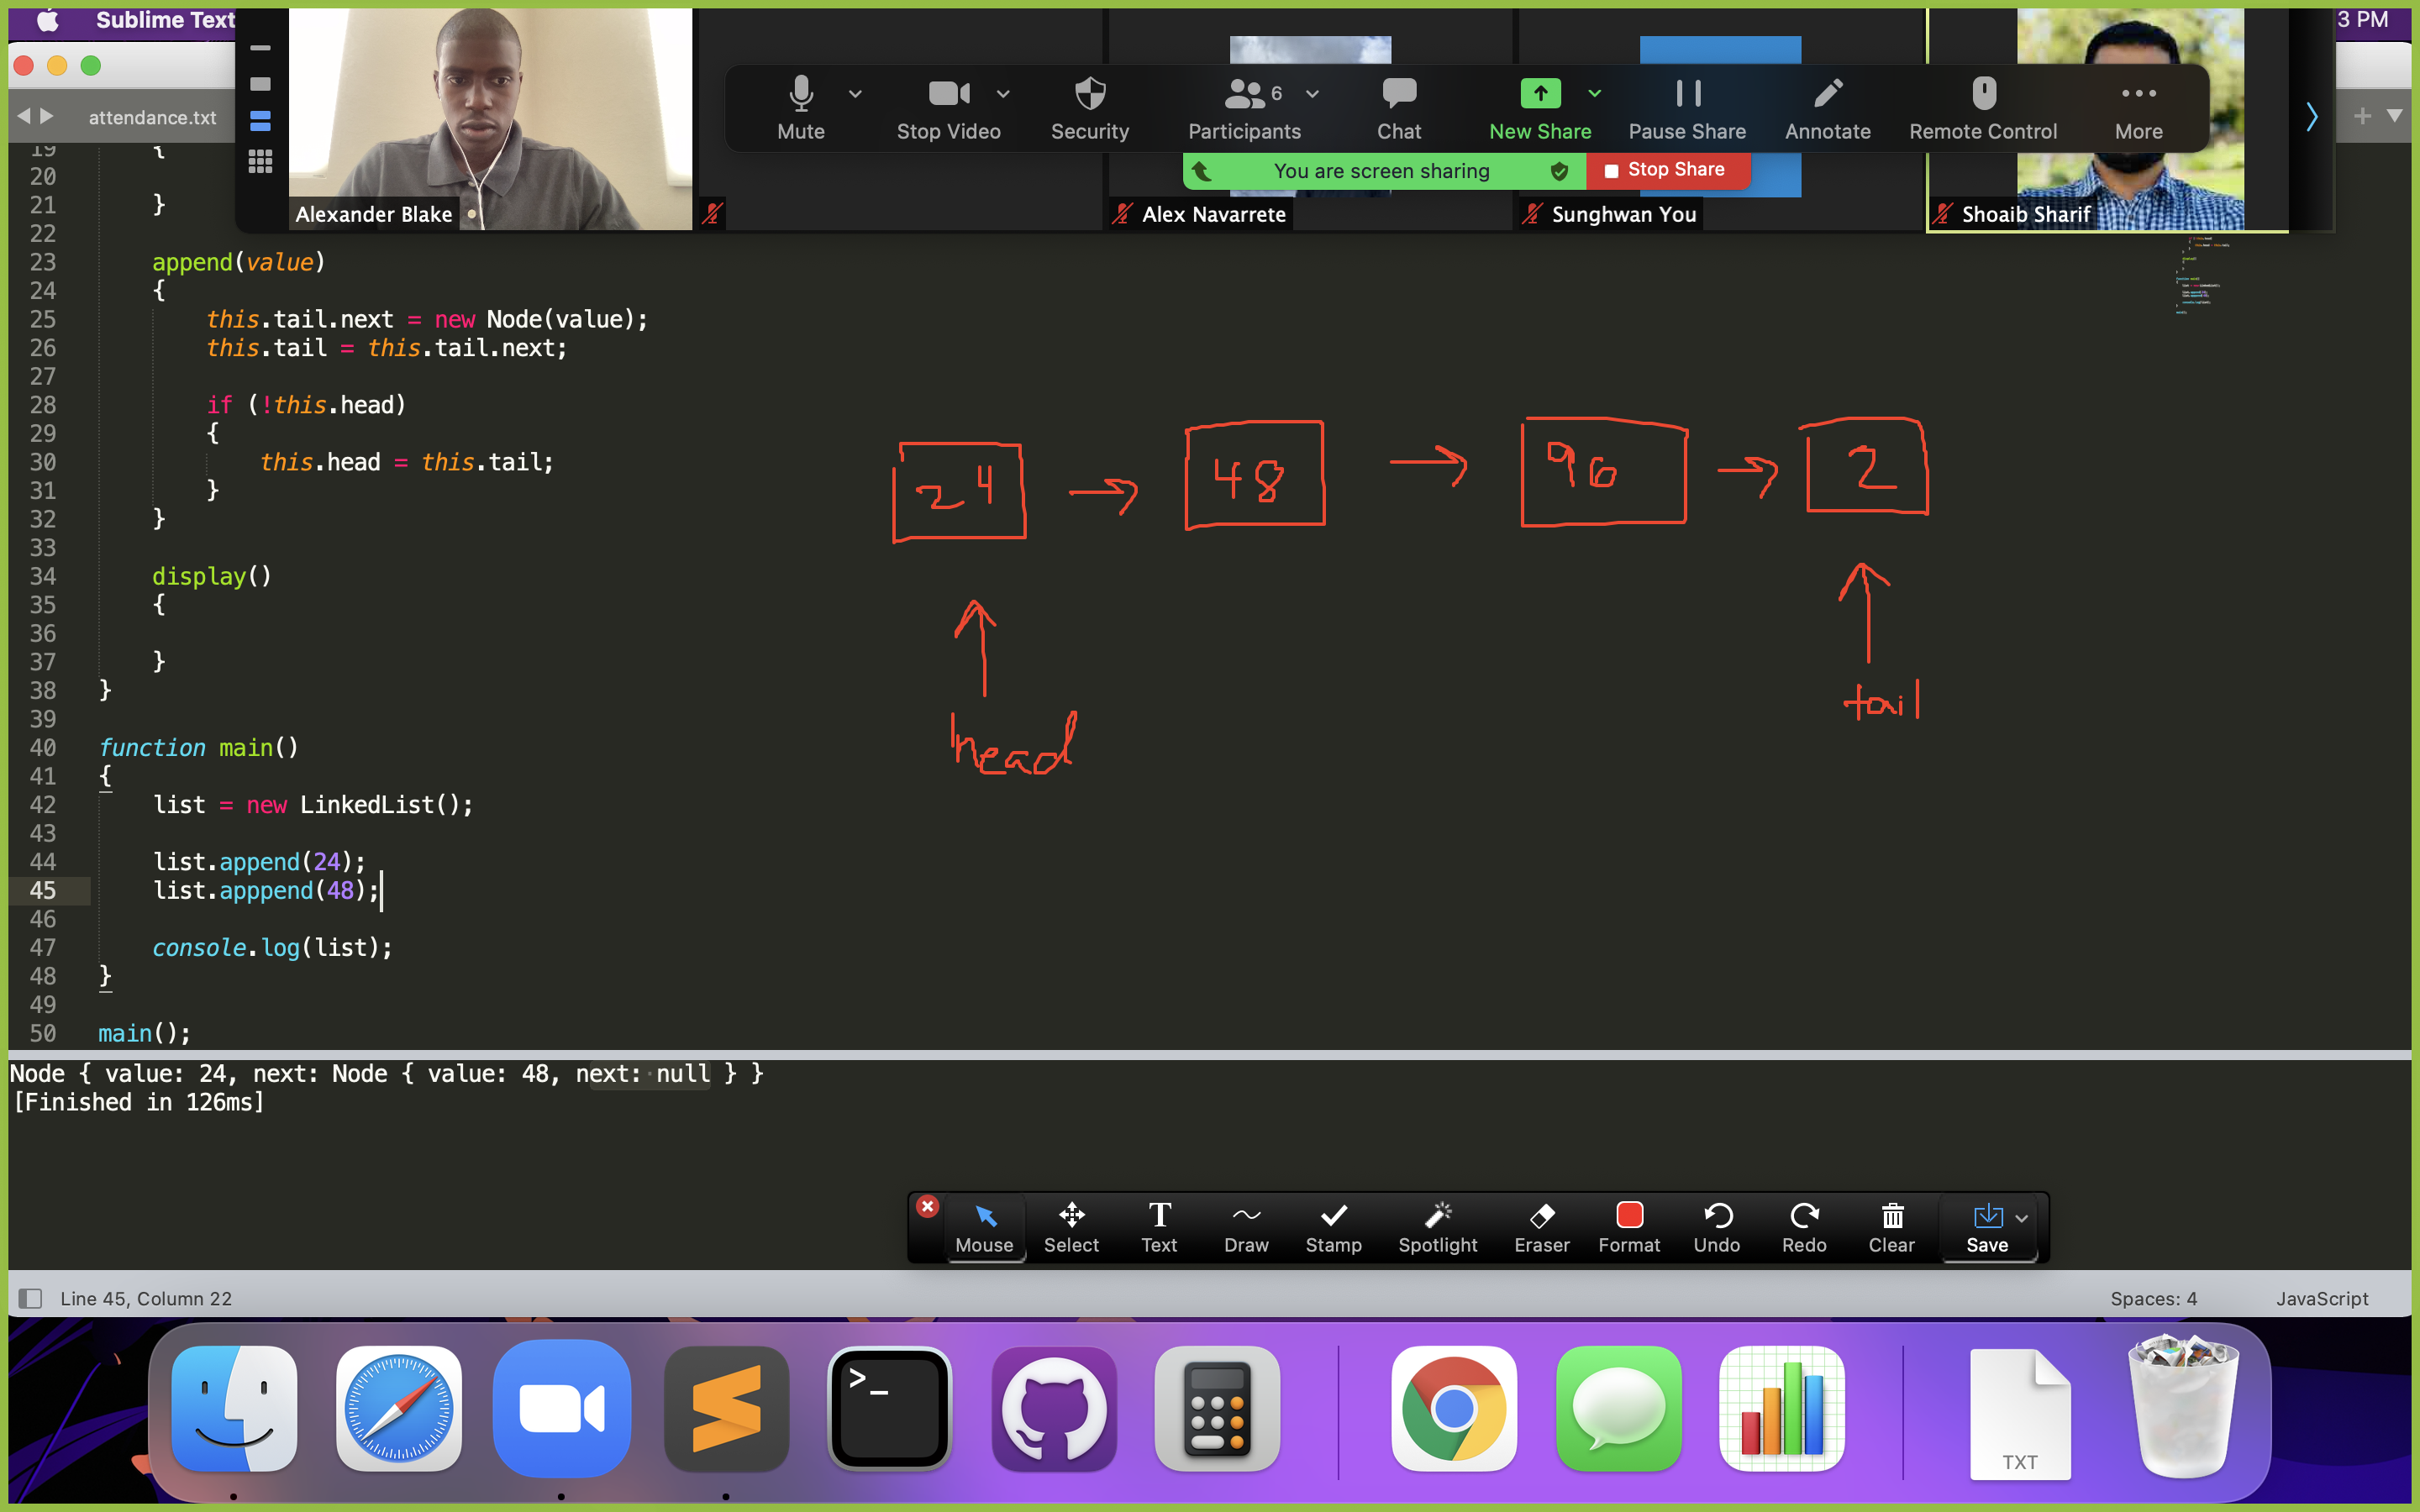 Sublime Text
3 PM
Mute
Stop Video
Security
Participants
6
Chat
New Share
Pause Share
Annotate
Remote Control
More
You are screen sharing
Stop Share
Alexander Blake
Alex Navarrete
Sunghwan You
Shoaib Sharif
attendance.txt
19 {
20
21 }
22
23 append(value)
24 {
25 this.tail.next = new Node(value);
26 this.tail = this.tail.next;
27
28 if (!this.head)
29 {
30 this.head = this.tail;
31 }
32 }
33
34 display()
35 {
36
37 }
38 }
39
40 function main()
41 {
42 list = new LinkedList();
43
44 list.append(24);
45 list.apppend(48);
46
47 console.log(list);
48 }
49
50 main();
24 → 48 → 96 → 2
head
tail
Node { value: 24, next: Node { value: 48, next: null } }
[Finished in 126ms]
Mouse
Select
Text
Draw
Stamp
Spotlight
Eraser
Format
Undo
Redo
Clear
Save
Line 45, Column 22
Spaces: 4
JavaScript
>_
TXT